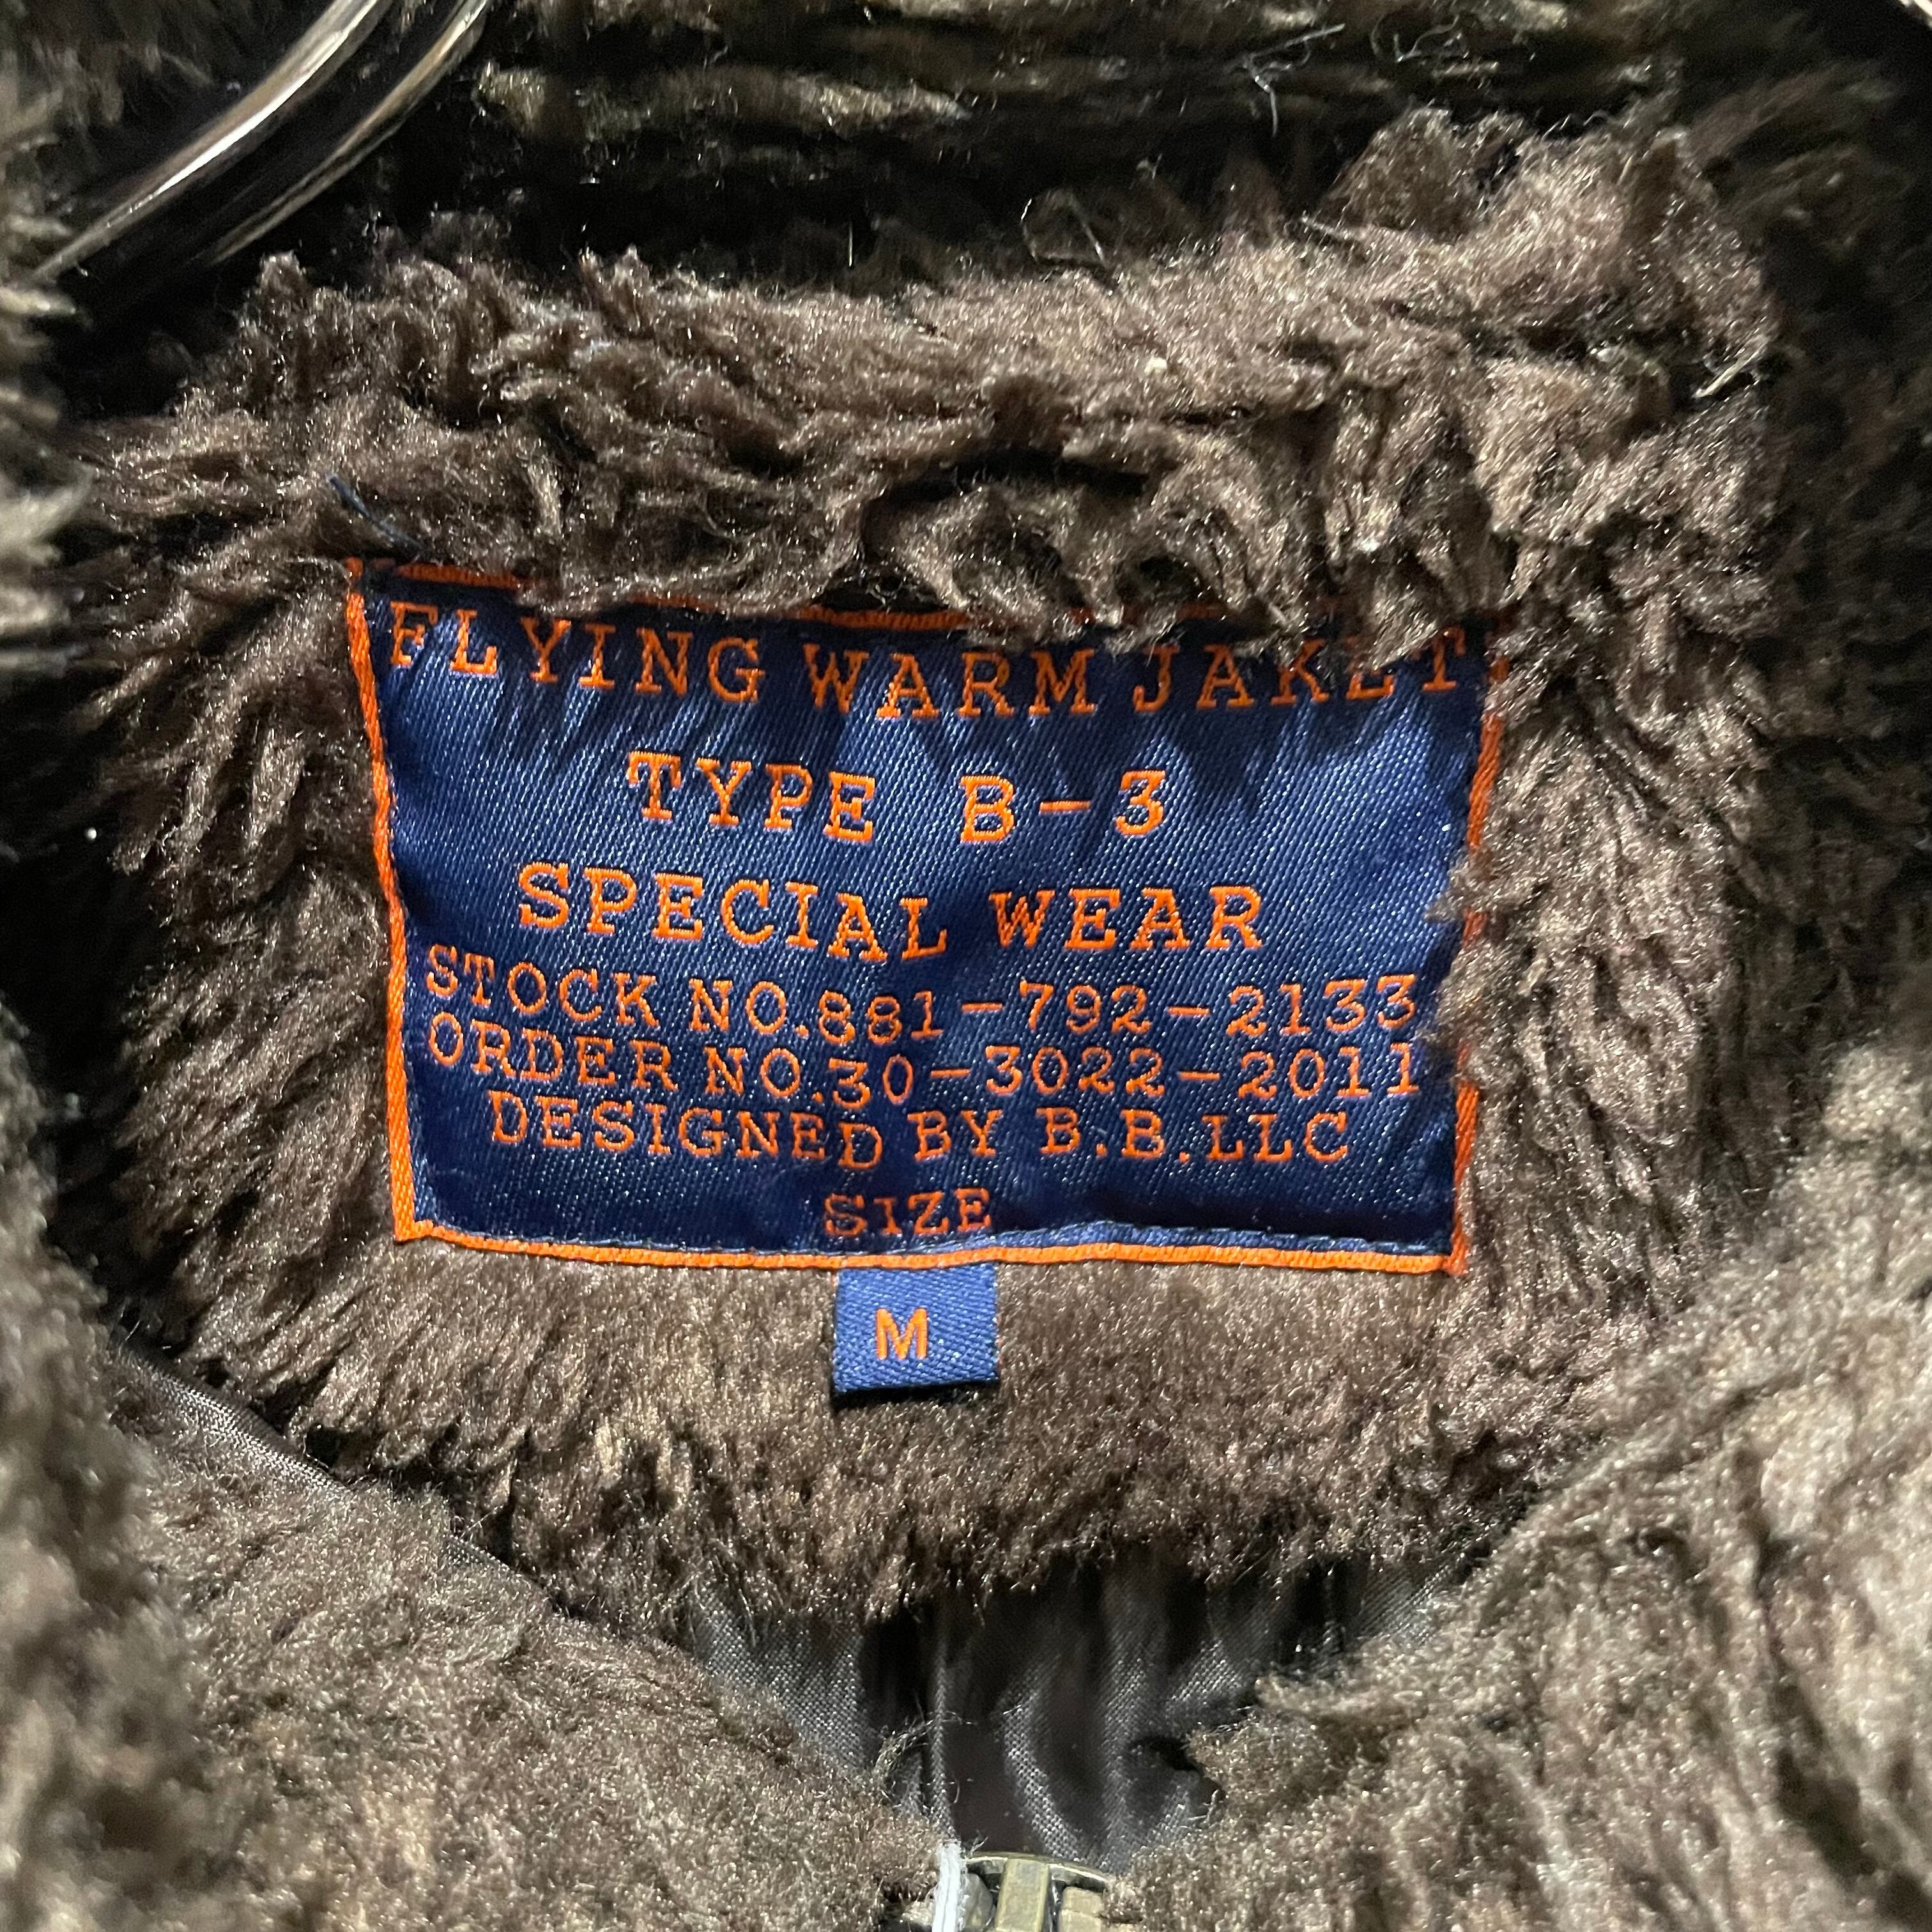 FLYING WARM JAKET
TYPE B-3
SPECIAL WEAR
STOCK NO.881-792-2133
ORDER NO.30-3022-2011
DESIGNED BY B.B.LLC
SIZE
M